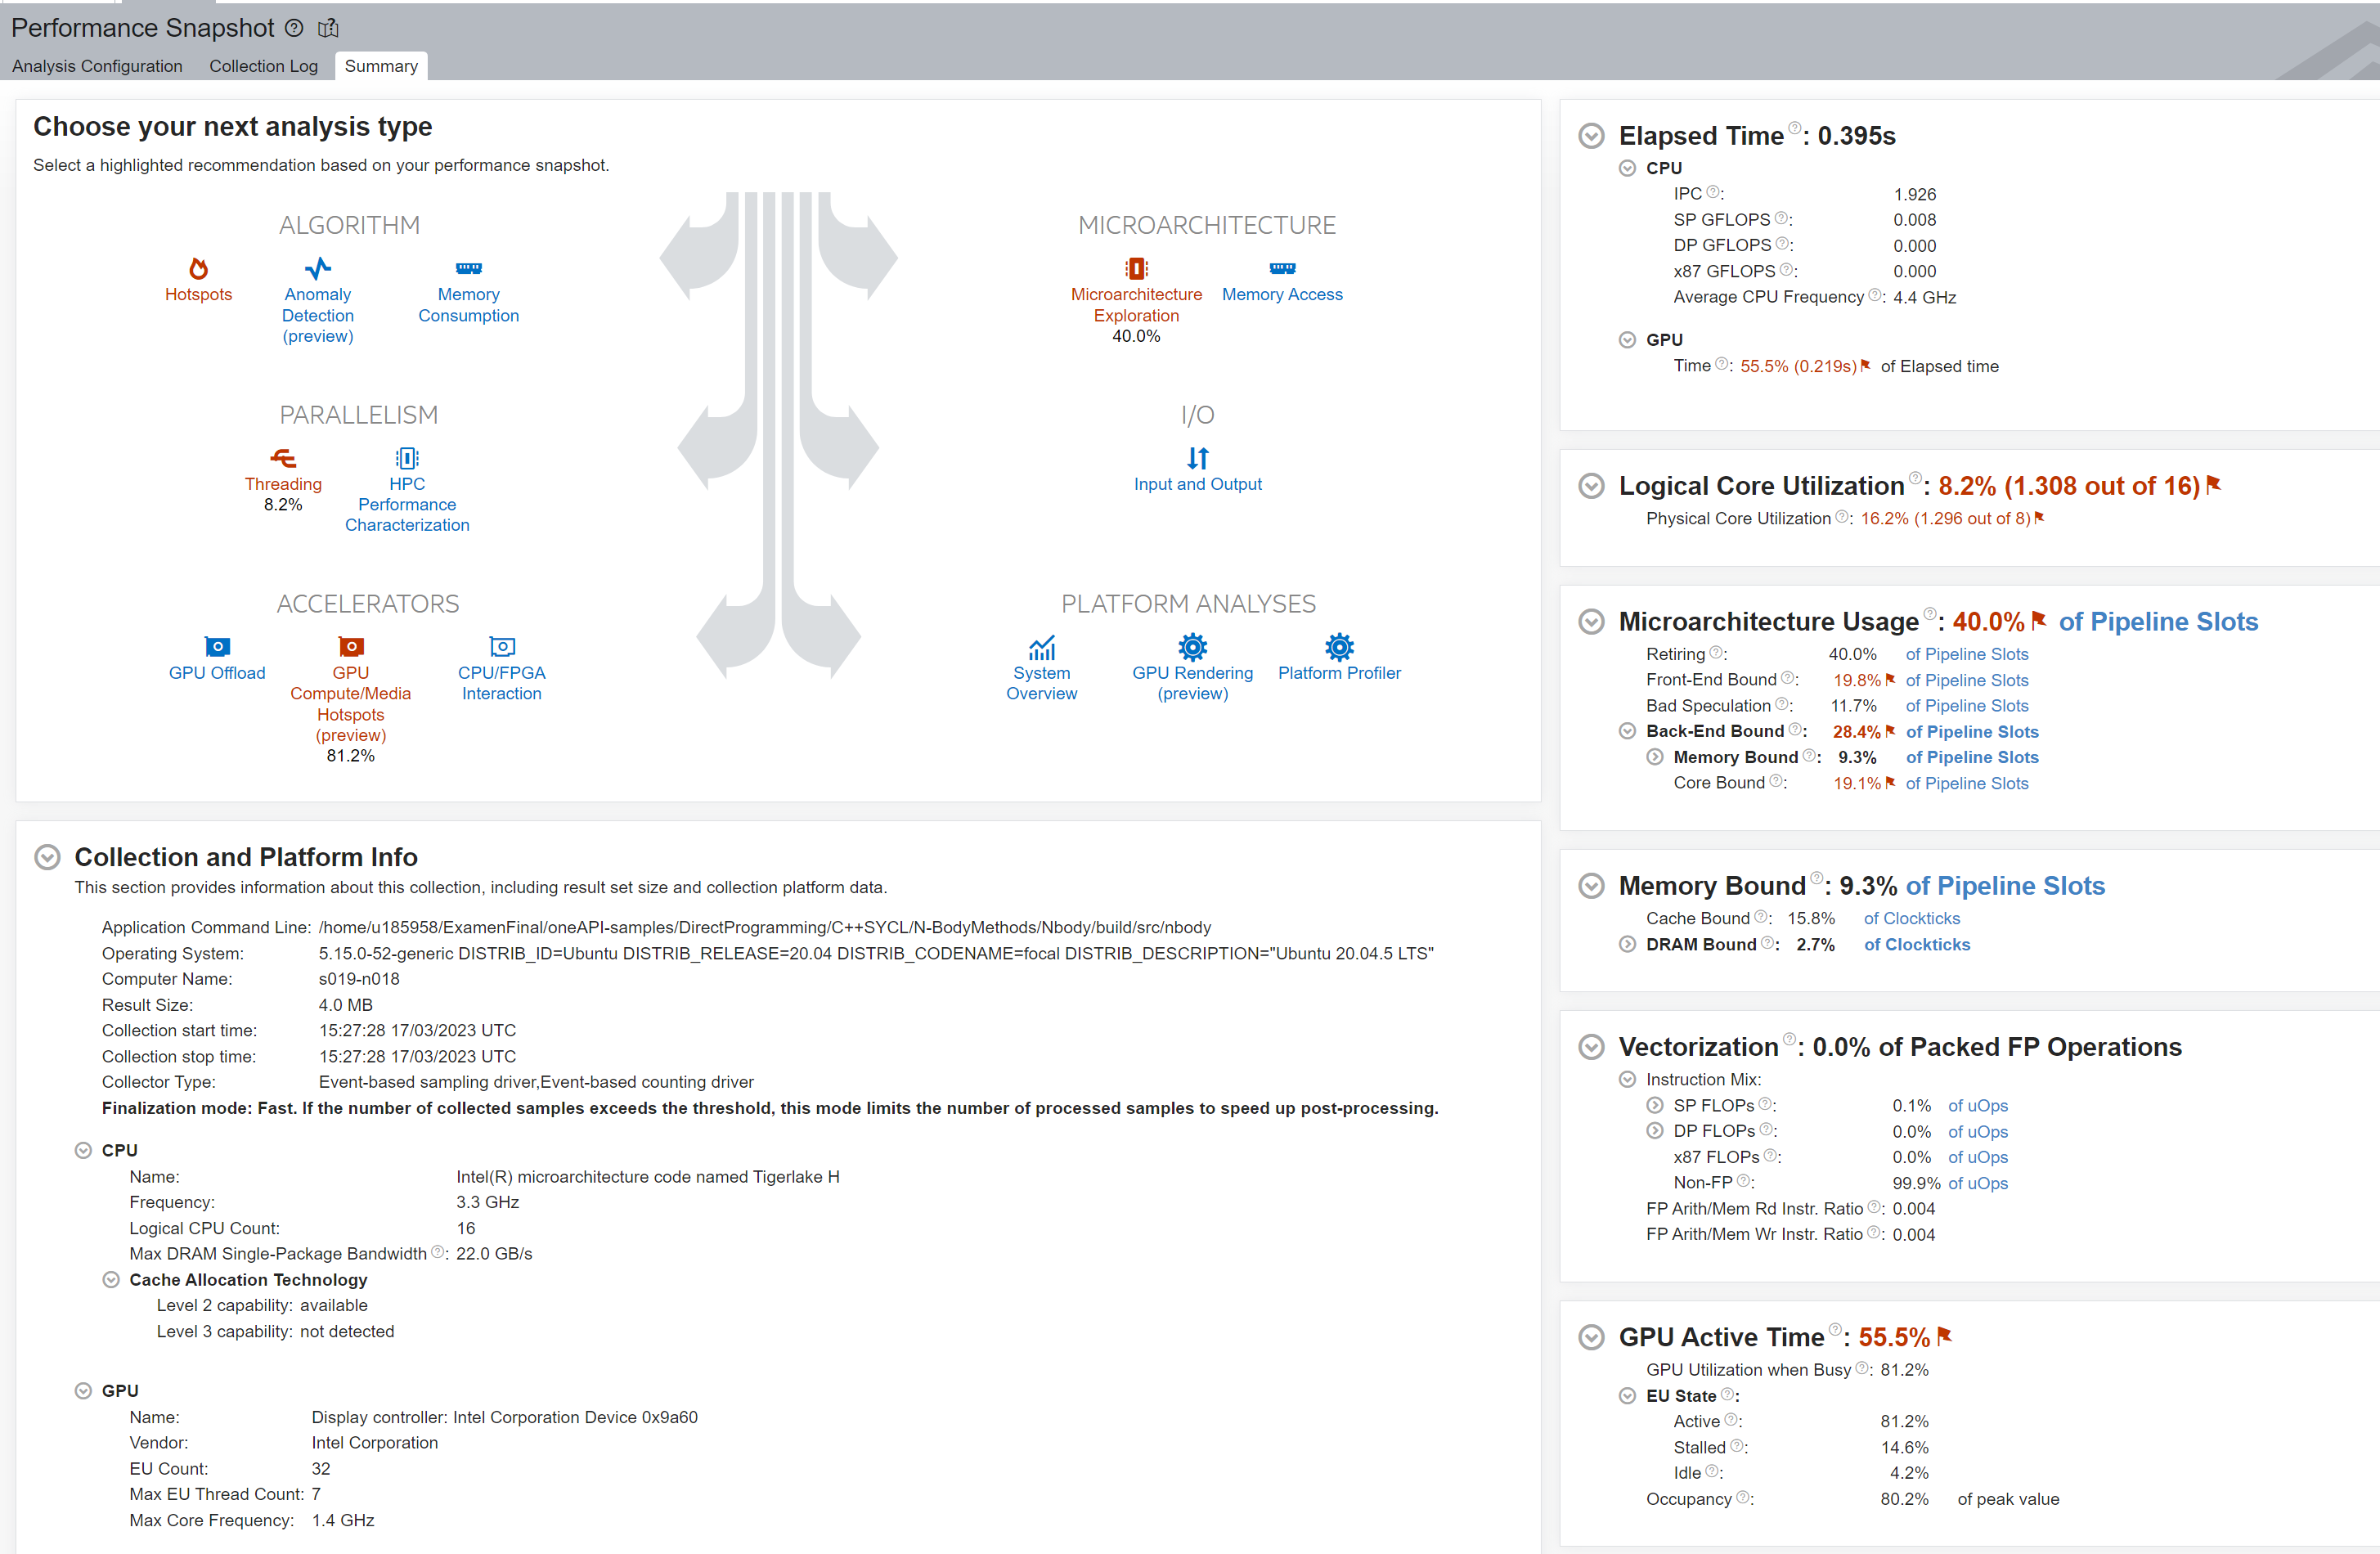 Performance Snapshot
Analysis Configuration Collection Log Summary
Choose your next analysis type
Select a highlighted recommendation based on your performance snapshot.
ALGORITHM
Hotspots
Anomaly
Detection
(preview)
Memory
Consumption
MICROARCHITECTURE
Microarchitecture
Exploration
40.0%
Memory Access
PARALLELISM
Threading
8.2%
HPC
Performance
Characterization
I/O
Input and Output
ACCELERATORS
GPU Offload
GPU
Compute/Media
Hotspots
(preview)
81.2%
CPU/FPGA
Interaction
PLATFORM ANALYSES
System
Overview
GPU Rendering
(preview)
Platform Profiler
Collection and Platform Info
This section provides information about this collection, including result set size and collection platform data.
Application Command Line: /home/u185958/ExamenFinal/oneAPI-samples/DirectProgramming/C++SYCL/N-BodyMethods/Nbody/build/src/nbody
Operating System: 5.15.0-52-generic DISTRIB_ID=Ubuntu DISTRIB_RELEASE=20.04 DISTRIB_CODENAME=focal DISTRIB_DESCRIPTION="Ubuntu 20.04.5 LTS"
Computer Name: s019-n018
Result Size: 4.0 MB
Collection start time: 15:27:28 17/03/2023 UTC
Collection stop time: 15:27:28 17/03/2023 UTC
Collector Type: Event-based sampling driver,Event-based counting driver
Finalization mode: Fast. If the number of collected samples exceeds the threshold, this mode limits the number of processed samples to speed up post-processing.
CPU
Name: Intel(R) microarchitecture code named Tigerlake H
Frequency: 3.3 GHz
Logical CPU Count: 16
Max DRAM Single-Package Bandwidth: 22.0 GB/s
Cache Allocation Technology
Level 2 capability: available
Level 3 capability: not detected
GPU
Name: Display controller: Intel Corporation Device 0x9a60
Vendor: Intel Corporation
EU Count: 32
Max EU Thread Count: 7
Max Core Frequency: 1.4 GHz
Elapsed Time: 0.395s
CPU
IPC: 1.926
SP GFLOPS: 0.008
DP GFLOPS: 0.000
x87 GFLOPS: 0.000
Average CPU Frequency: 4.4 GHz
GPU
Time: 55.5% (0.219s) of Elapsed time
Logical Core Utilization: 8.2% (1.308 out of 16)
Physical Core Utilization: 16.2% (1.296 out of 8)
Microarchitecture Usage: 40.0% of Pipeline Slots
Retiring: 40.0% of Pipeline Slots
Front-End Bound: 19.8% of Pipeline Slots
Bad Speculation: 11.7% of Pipeline Slots
Back-End Bound: 28.4% of Pipeline Slots
Memory Bound: 9.3% of Pipeline Slots
Core Bound: 19.1% of Pipeline Slots
Memory Bound: 9.3% of Pipeline Slots
Cache Bound: 15.8% of Clockticks
DRAM Bound: 2.7% of Clockticks
Vectorization: 0.0% of Packed FP Operations
Instruction Mix:
SP FLOPs: 0.1% of uOps
DP FLOPs: 0.0% of uOps
x87 FLOPs: 0.0% of uOps
Non-FP: 99.9% of uOps
FP Arith/Mem Rd Instr. Ratio: 0.004
FP Arith/Mem Wr Instr. Ratio: 0.004
GPU Active Time: 55.5%
GPU Utilization when Busy: 81.2%
EU State:
Active: 81.2%
Stalled: 14.6%
Idle: 4.2%
Occupancy: 80.2% of peak value